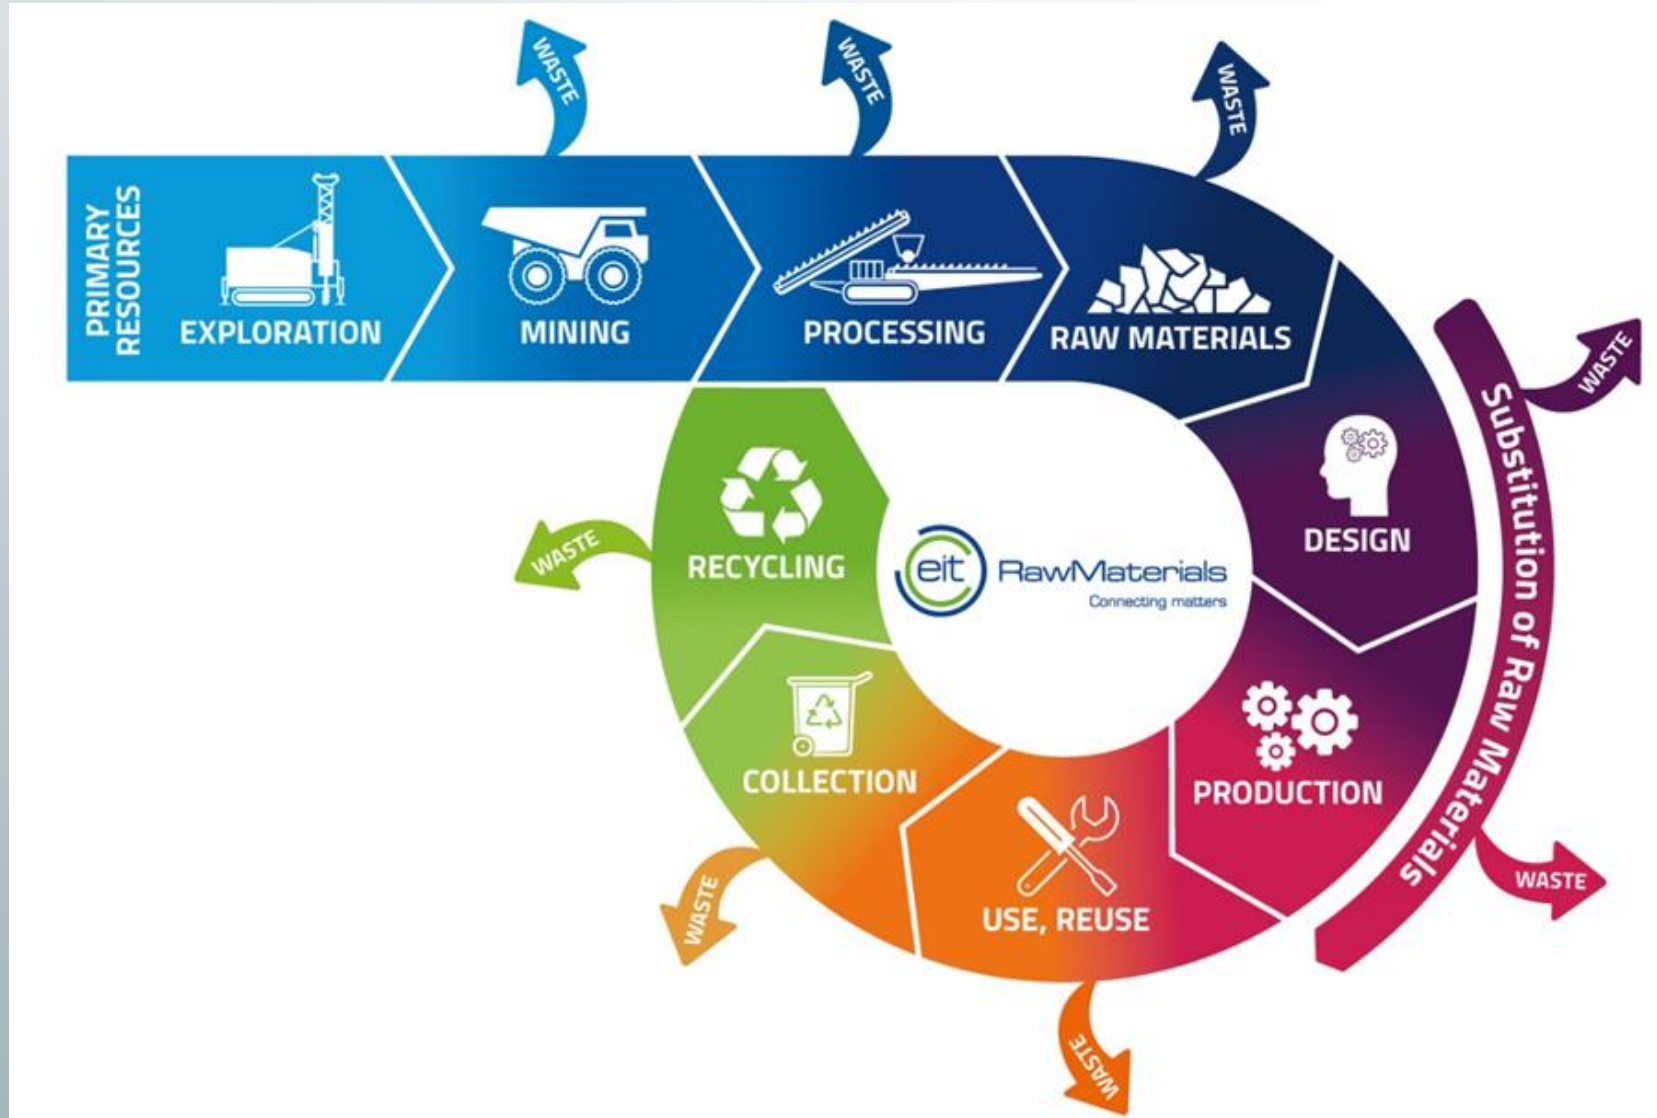 WASTE
WASTE
WASTE
PRIMARY
RESOURCES
EXPLORATION
MINING
PROCESSING
RAW MATERIALS
WASTE
Substitution of Raw Materials
DESIGN
RECYCLING
WASTE
eit RawMaterials
Connecting matters
COLLECTION
PRODUCTION
WASTE
WASTE
USE, REUSE
WASTE